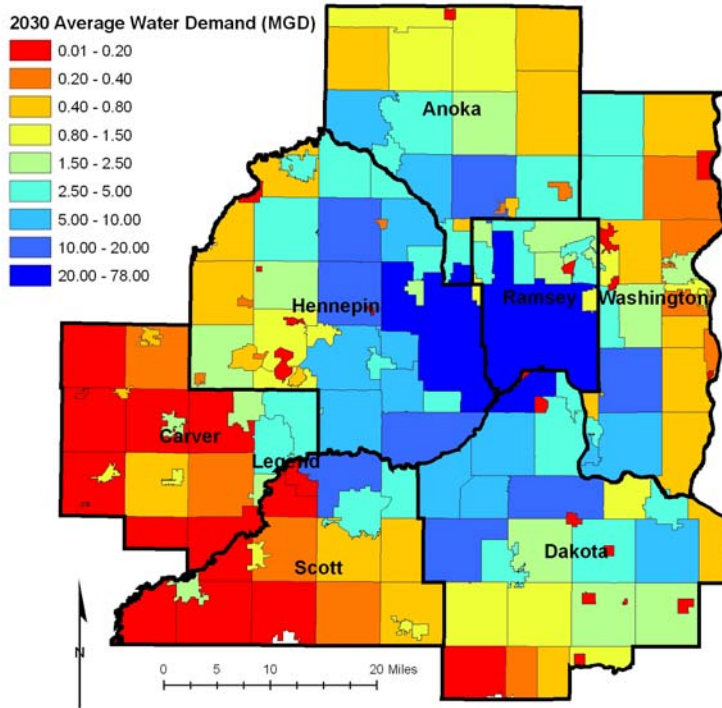 2030 Average Water Demand (MGD)
0.01 - 0.20
0.20 - 0.40
0.40 - 0.80
0.80 - 1.50
1.50 - 2.50
2.50 - 5.00
5.00 - 10.00
10.00 - 20.00
20.00 - 78.00
Anoka
Hennepin
Ramsey
Washington
Carver
Legend
Scott
Dakota
N
0 5 10 20 Miles